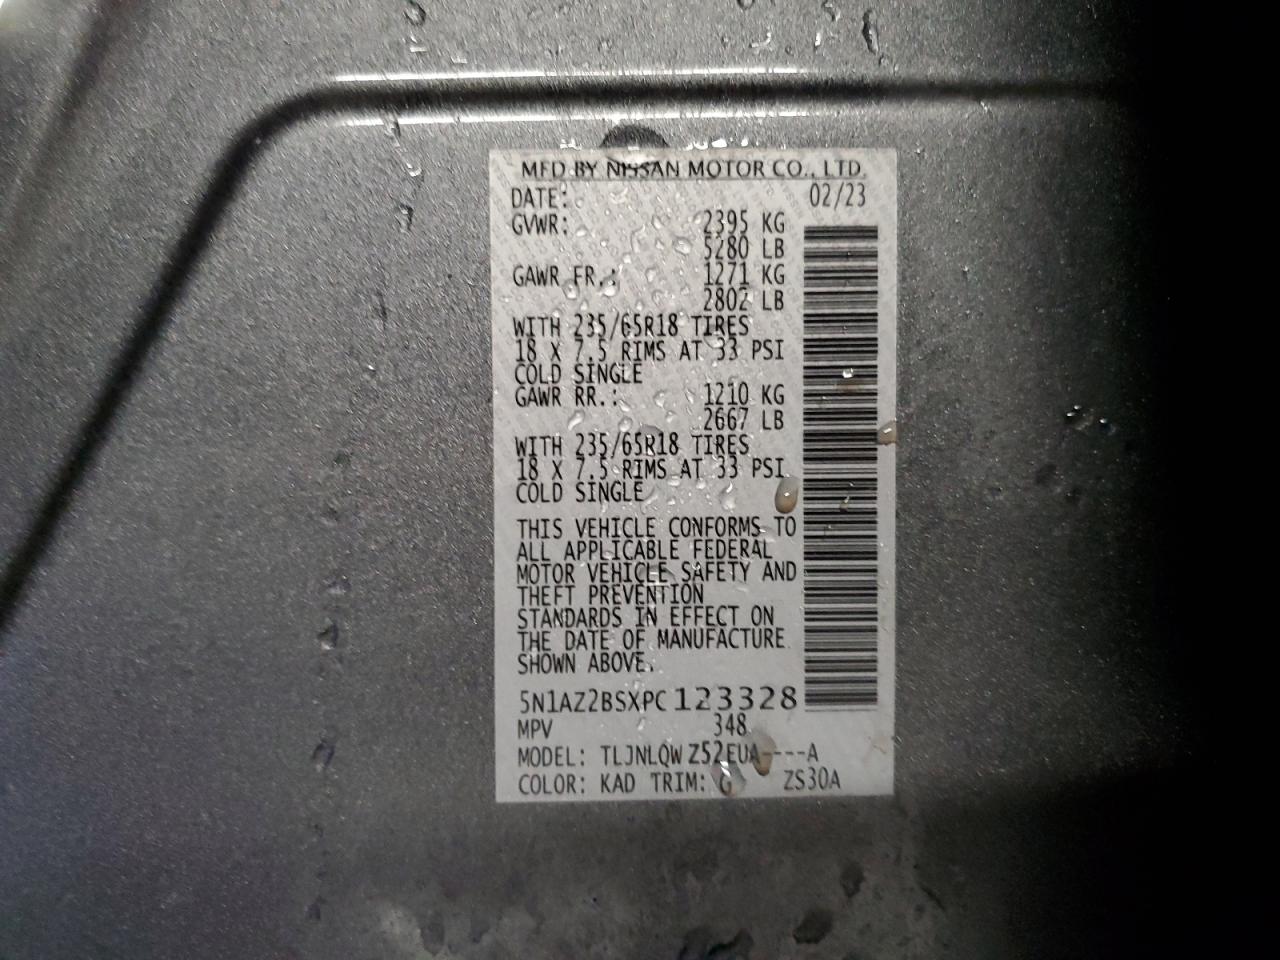 MFD BY NISSAN MOTOR CO., LTD.
DATE: 02/23
GVWR: 2395 KG
5280 LB
GAWR FR.: 1271 KG
2802 LB
WITH 235/65R18 TIRES
18 X 7.5 RIMS AT 33 PSI
COLD SINGLE
GAWR RR.: 1210 KG
2667 LB
WITH 235/65R18 TIRES
18 X 7.5 RIMS AT 33 PSI
COLD SINGLE
THIS VEHICLE CONFORMS TO
ALL APPLICABLE FEDERAL
MOTOR VEHICLE SAFETY AND
THEFT PREVENTION
STANDARDS IN EFFECT ON
THE DATE OF MANUFACTURE
SHOWN ABOVE.
5N1AZ2BSXPC123328
MPV 348
MODEL: TLJNLQW Z52EUA----A
COLOR: KAD TRIM: G ZS30A